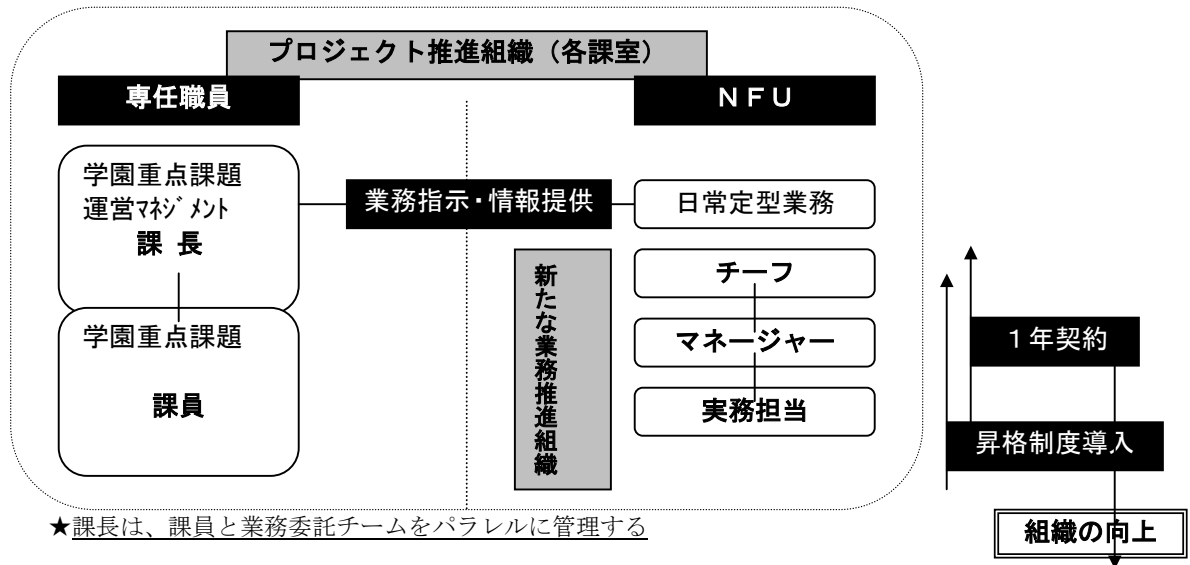 プロジェクト推進組織（各課室）
専任職員
ＮＦＵ
学園重点課題
運営ﾏﾈｼﾞﾒﾝﾄ
課 長
業務指示・情報提供
日常定型業務
新たな業務推進組織
チーフ
マネージャー
実務担当
学園重点課題
課員
１年契約
昇格制度導入
組織の向上
★課長は、課員と業務委託チームをパラレルに管理する